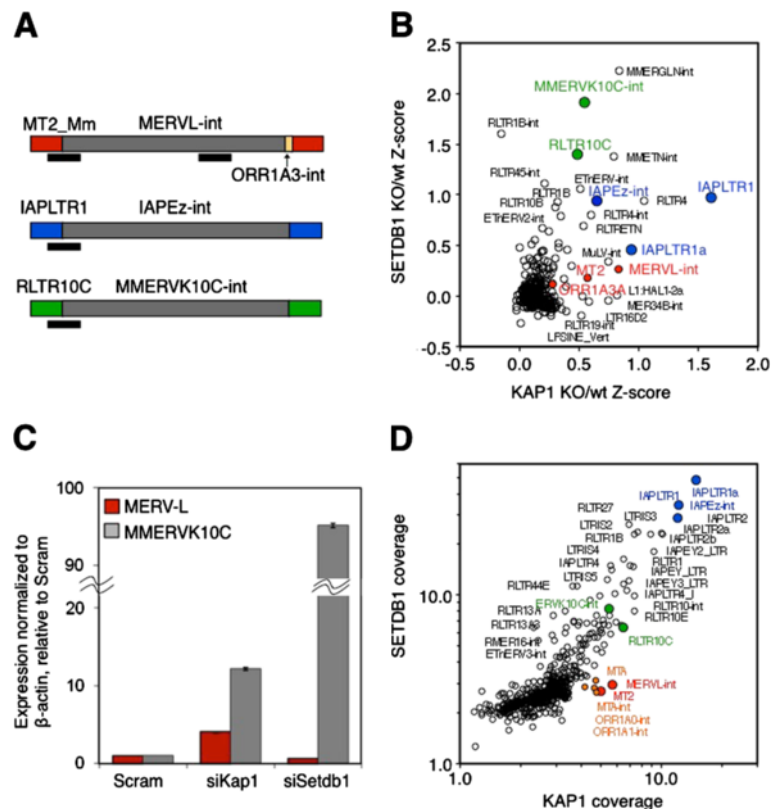 A
MT2_Mm MERVL-int
ORR1A3-int
IAPLTR1 IAPEz-int
RLTR10C MMERVK10C-int
B
SETDB1 KO/wt Z-score
2.5
2.0
1.5
1.0
0.5
0.0
-0.5
MMERGLN-int
MMERVK10C-int
RLTR1B-int
RLTR10C
MMETN-int
RLTR45-int
ETnERV-int
RLTR1B
IAPEz-int
IAPLTR1
RLTR10B
RLTR4
ETnERV2-int
RLTR4-int
RLTRETN
MuLV-int
IAPLTR1a
MT2
MERVL-int
ORR1A3A
L1:HAL1-2a
MER34B-int
LTR16D2
RLTR19-int
LFSINE_Vert
-0.5 0.0 0.5 1.0 1.5 2.0
KAP1 KO/wt Z-score
C
Expression normalized to
β-actin, relative to Scram
100
90
20
10
0
MERV-L
MMERVK10C
Scram siKap1 siSetdb1
D
SETDB1 coverage
10.0
1.0
RLTR27
IAPLTR1
IAPLTR1a
IAPEz-int
LTRIS2
LTRIS3
IAPLTR2
RLTR1B
IAPLTR2a
IAPLTR2b
LTRIS4
IAPEY2_LTR
IAPLTR4
RLTR1
LTRIS5
IAPEY_LTR
RLTR44E
IAPEY3_LTR
IAPLTR4_I
ERVK10C-int
RLTR10-int
RLTR13A
RLTR10E
RLTR13A3
RLTR10C
RMER16-int
ETnERV3-int
MTA
MERVL-int
MT2
MTA-int
ORR1A0-int
ORR1A1-int
1.0 10.0
KAP1 coverage